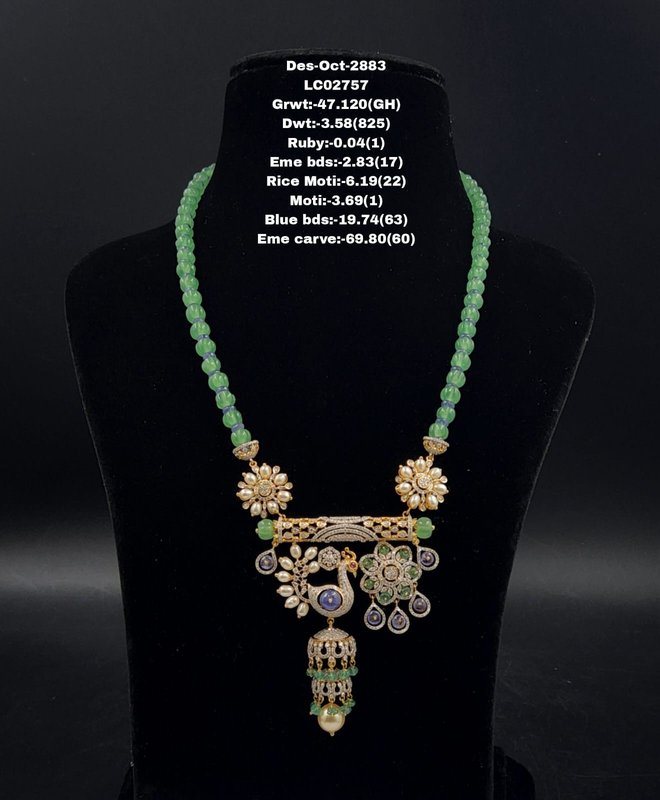 Des-Oct-2883
LC02757
Grwt:-47.120(GH)
Dwt:-3.58(825)
Ruby:-0.04(1)
Eme bds:-2.83(17)
Rice Moti:-6.19(22)
Moti:-3.69(1)
Blue bds:-19.74(63)
Eme carve:-69.80(60)